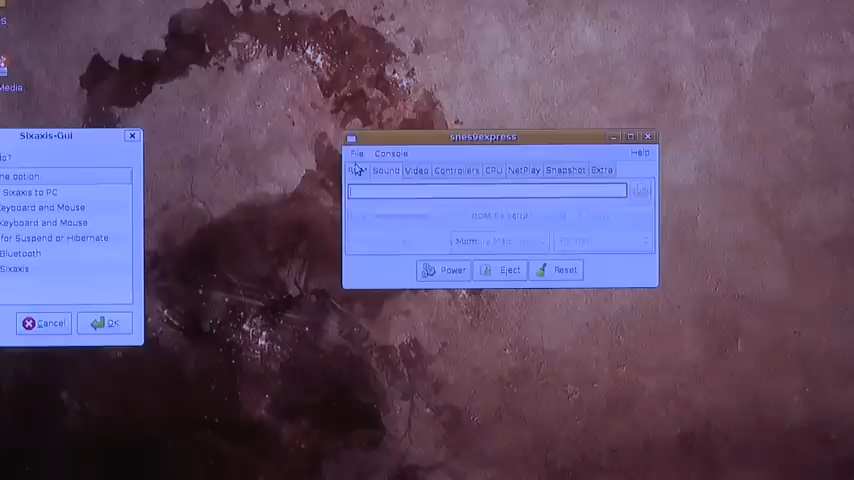 Media
Sixaxis-Gui
do?
ne option
Sixaxis to PC
Keyboard and Mouse
Keyboard and Mouse
for Suspend or Hibernate
Bluetooth
Sixaxis
Cancel
OK
snes9express
File Console Help
Sound Video Controllers CPU NetPlay Snapshot Extra
Power Eject Reset